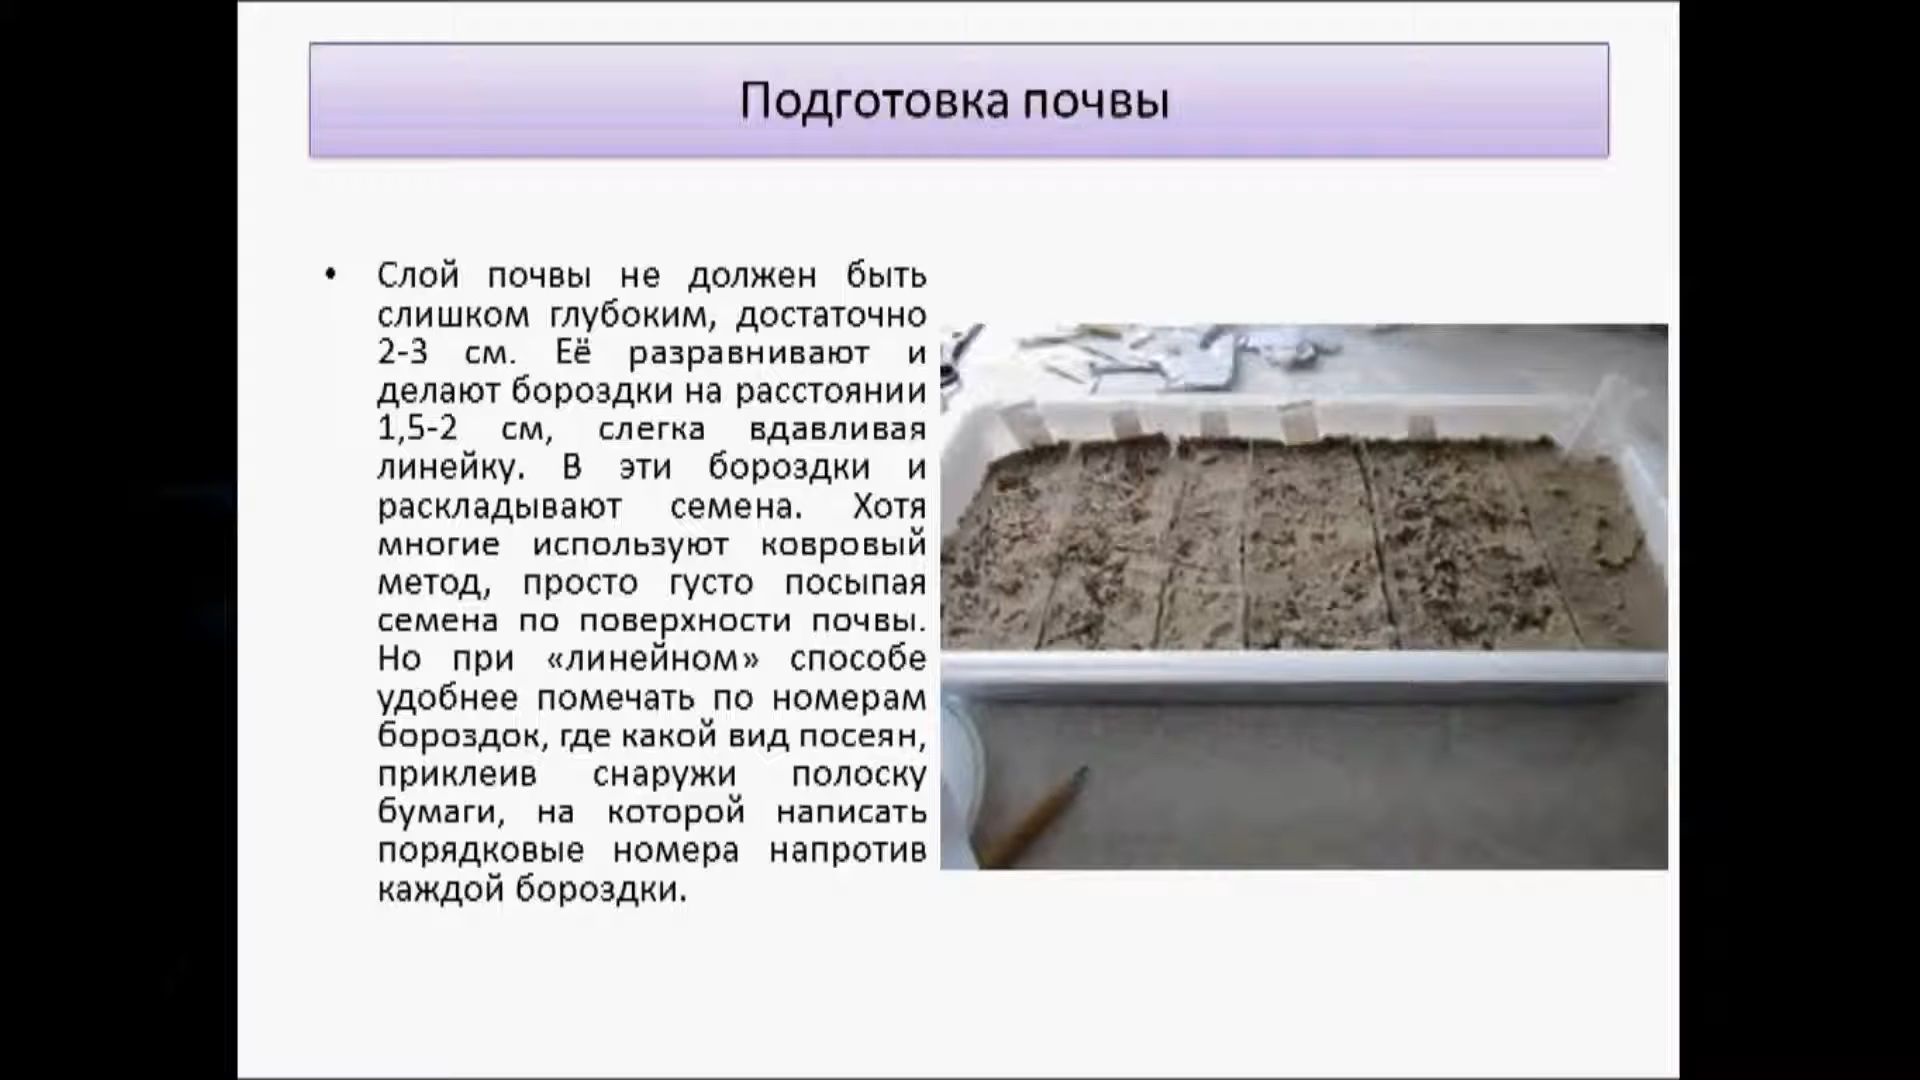 Подготовка почвы
• Слой почвы не должен быть
слишком глубоким, достаточно
2-3 см. Её разравнивают и
делают бороздки на расстоянии
1,5-2 см, слегка вдавливая
линейку. В эти бороздки и
раскладывают семена. Хотя
многие используют ковровый
метод, просто густо посыпая
семена по поверхности почвы.
Но при «линейном» способе
удобнее помечать по номерам
бороздок, где какой вид посеян,
приклеив снаружи полоску
бумаги, на которой написать
порядковые номера напротив
каждой бороздки.